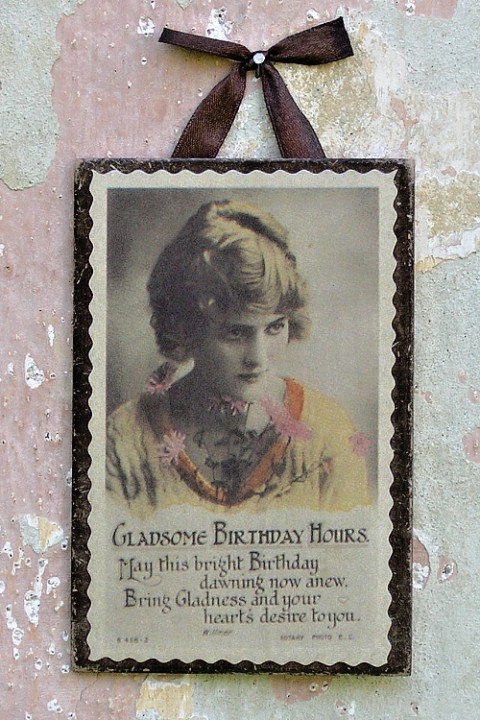 GLADSOME BIRTHDAY HOURS.
May this bright Birthday
dawning now anew.
Bring Gladness and your
heart's desire to you.
ROTARY PHOTO E.C.